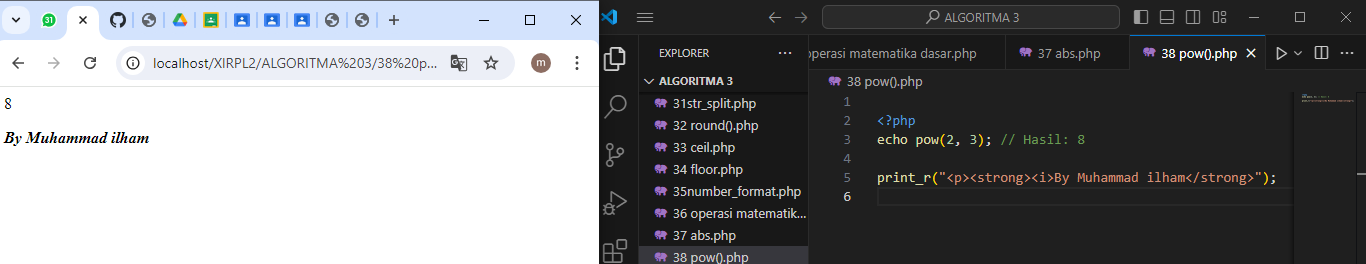 31
localhost/XIRPL2/ALGORITMA%203/38%20p...
m
8
By Muhammad ilham
ALGORITMA 3
EXPLORER
ALGORITMA 3
31str_split.php
32 round().php
33 ceil.php
34 floor.php
35number_format.php
36 operasi matematik...
37 abs.php
38 pow().php
operasi matematika dasar.php
37 abs.php
38 pow().php
38 pow().php
1
2 <?php
3 echo pow(2, 3); // Hasil: 8
4
5 print_r("<p><strong><i>By Muhammad ilham</strong>");
6